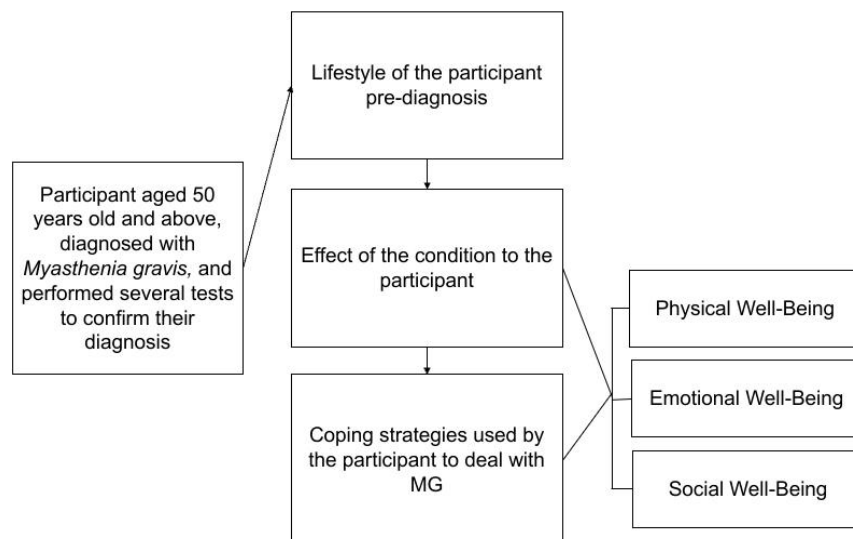 Lifestyle of the participant
pre-diagnosis
Participant aged 50
years old and above,
diagnosed with
Myasthenia gravis, and
performed several tests
to confirm their
diagnosis
Effect of the condition to the
participant
Coping strategies used by
the participant to deal with
MG
Physical Well-Being
Emotional Well-Being
Social Well-Being